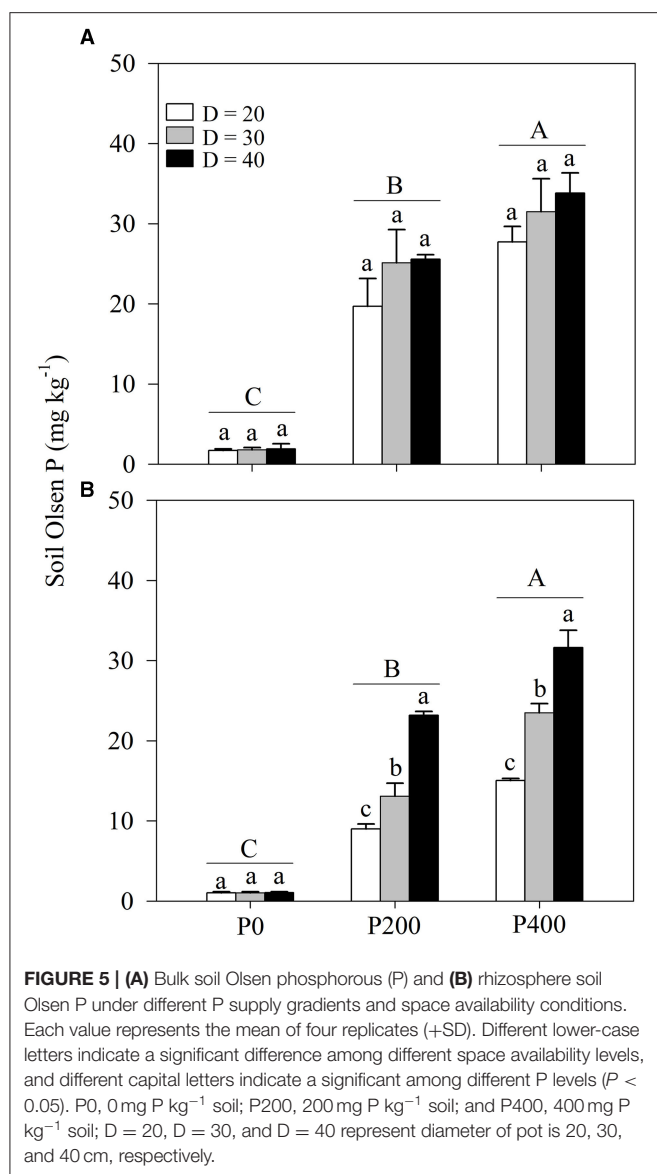 A
50
D = 20
D = 30
D = 40
A
a
a
a
40
B
a
a
a
30
20
10
C
a a a
0
Soil Olsen P (mg kg⁻¹)
B
50
40
A
a
b
c
30
B
a
b
c
20
10
C
a a a
0
P0 P200 P400
FIGURE 5 | (A) Bulk soil Olsen phosphorous (P) and (B) rhizosphere soil
Olsen P under different P supply gradients and space availability conditions.
Each value represents the mean of four replicates (+SD). Different lower-case
letters indicate a significant difference among different space availability levels,
and different capital letters indicate a significant among different P levels (P <
0.05). P0, 0 mg P kg⁻¹ soil; P200, 200 mg P kg⁻¹ soil; and P400, 400 mg P
kg⁻¹ soil; D = 20, D = 30, and D = 40 represent diameter of pot is 20, 30,
and 40 cm, respectively.